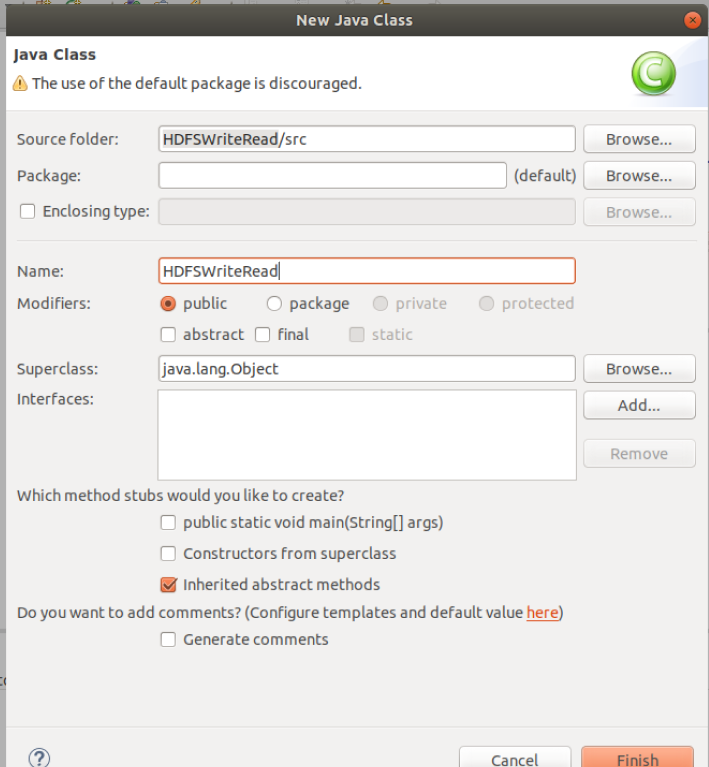 New Java Class
Java Class
The use of the default package is discouraged.
Source folder: HDFSWriteRead/src Browse...
Package: (default) Browse...
Enclosing type: Browse...
Name: HDFSWriteRead
Modifiers: public package private protected
abstract final static
Superclass: java.lang.Object Browse...
Interfaces: Add...
Remove
Which method stubs would you like to create?
public static void main(String[] args)
Constructors from superclass
Inherited abstract methods
Do you want to add comments? (Configure templates and default value here)
Generate comments
? Cancel Finish